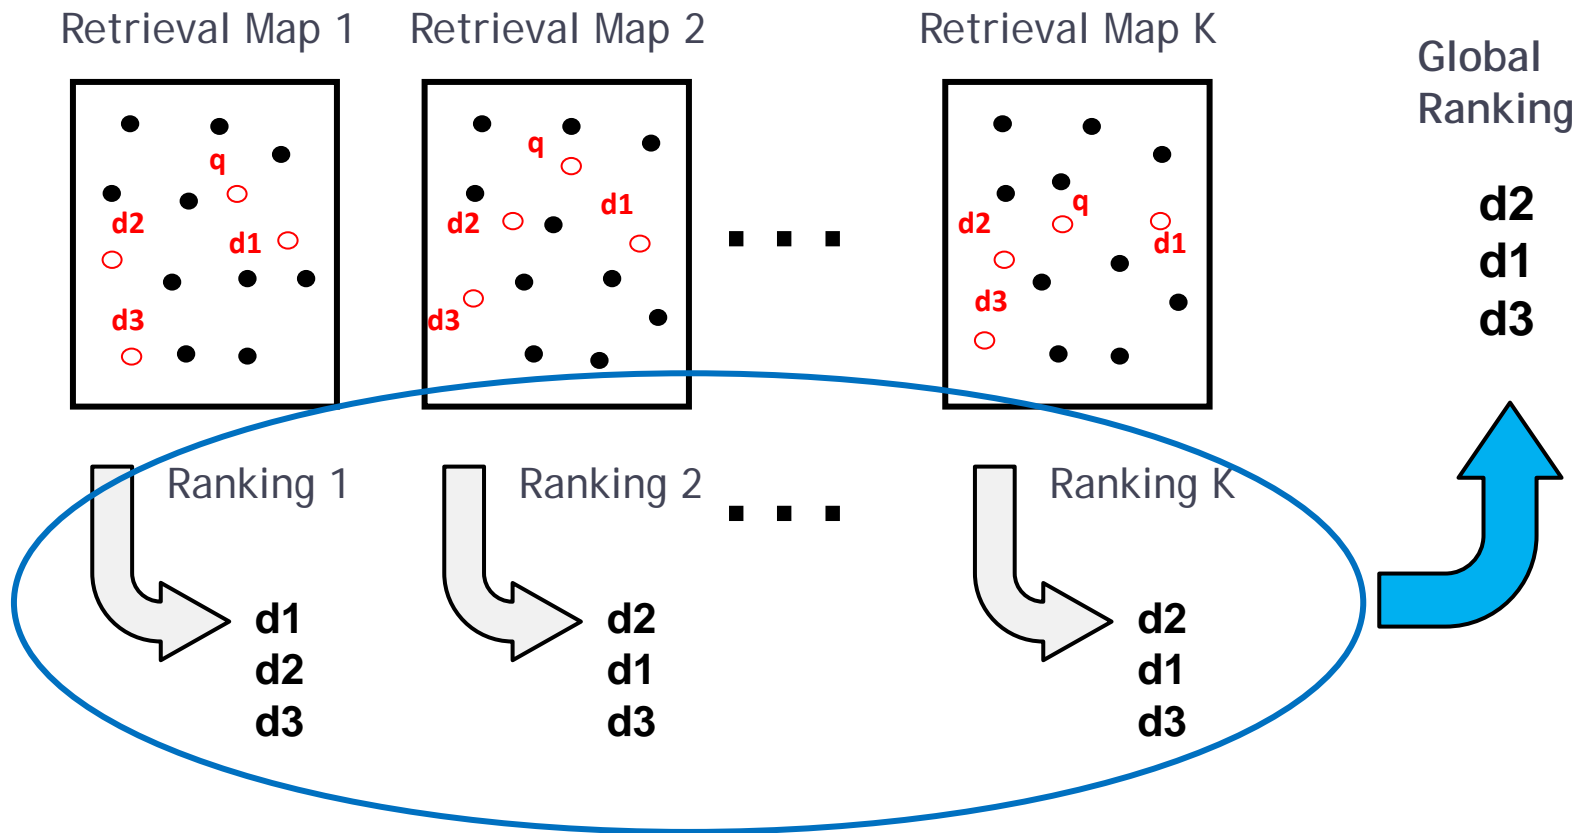 Retrieval Map 1
Retrieval Map 2
Retrieval Map K
Global
Ranking
q
d2
d1
d3
q
d2
d1
d3
q
d2
d1
d3
d2
d1
d3
Ranking 1
Ranking 2
Ranking K
d1
d2
d3
d2
d1
d3
d2
d1
d3